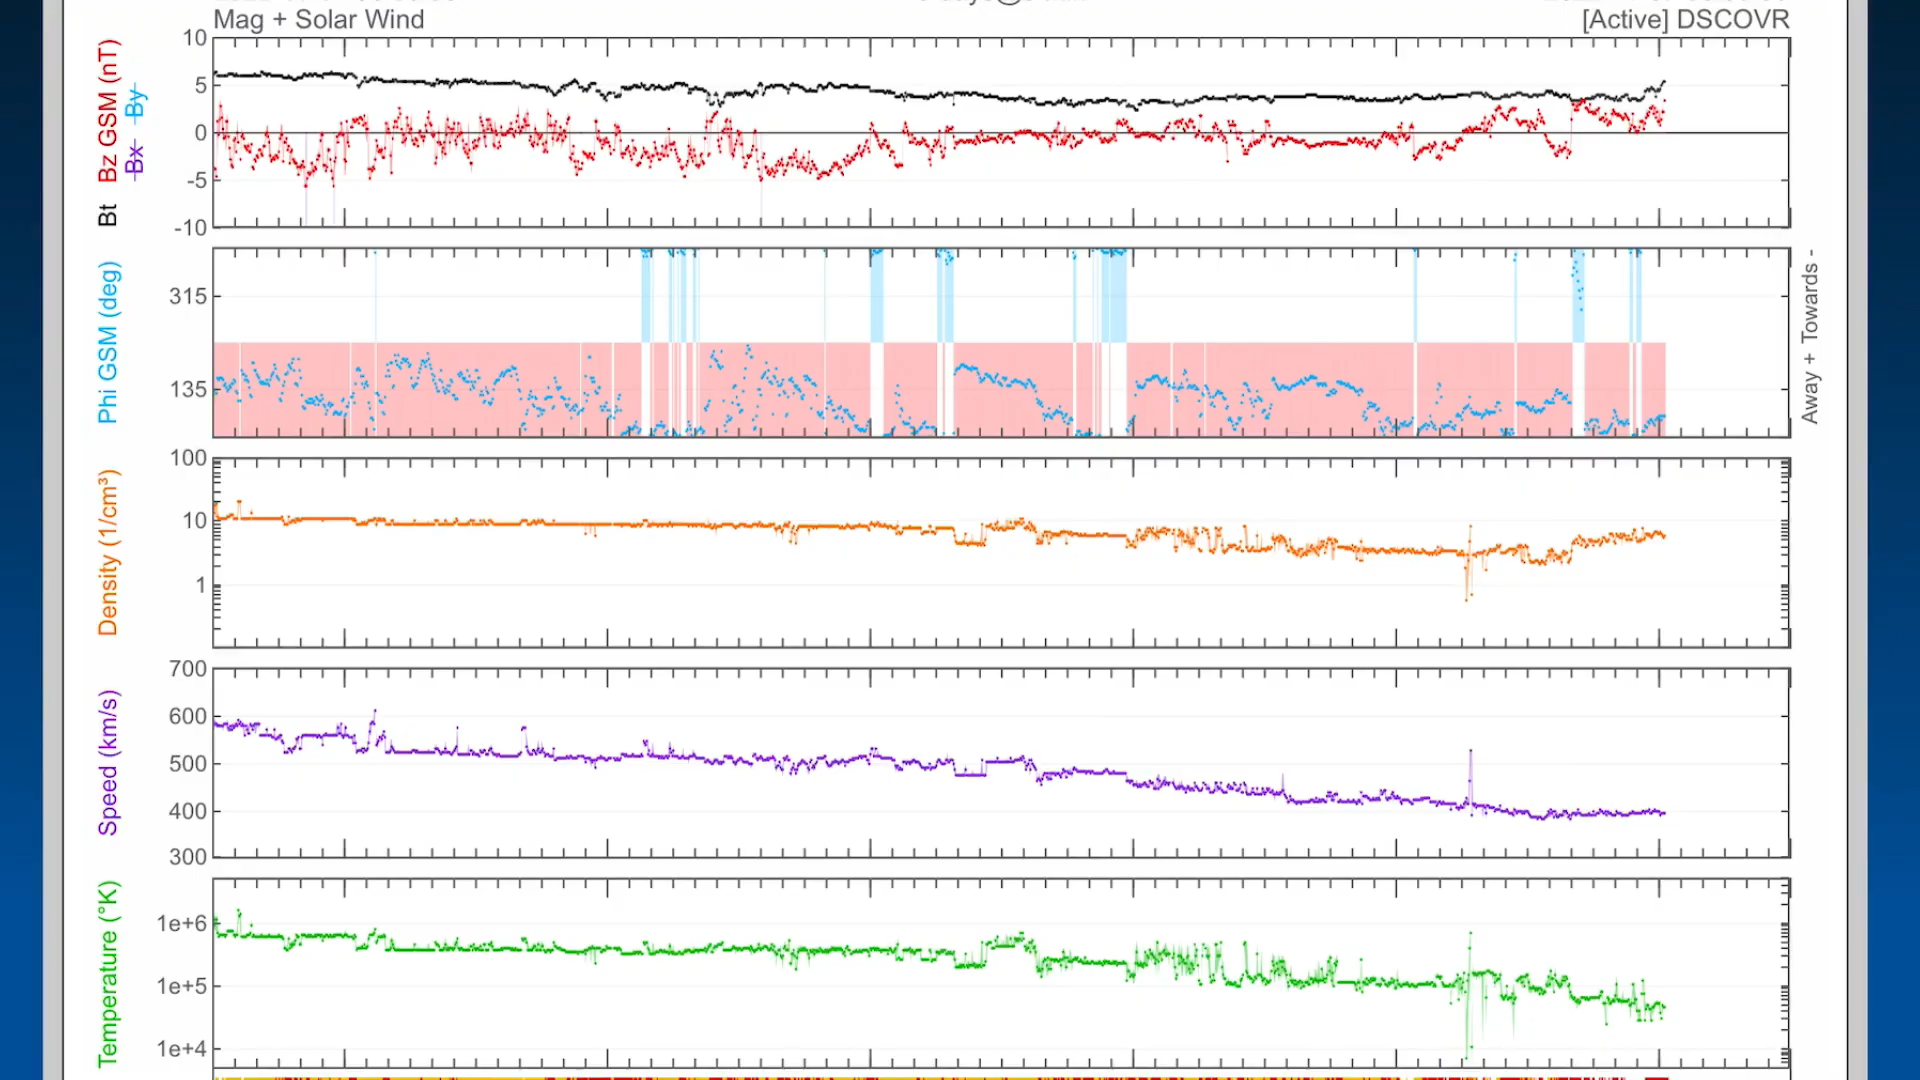 Mag + Solar Wind
[Active] DSCOVR
Bt Bz GSM (nT)
Bx By
10
5
0
-5
-10
Phi GSM (deg)
315
135
Away + Towards -
Density (1/cm³)
100
10
1
Speed (km/s)
700
600
500
400
300
Temperature (°K)
1e+6
1e+5
1e+4